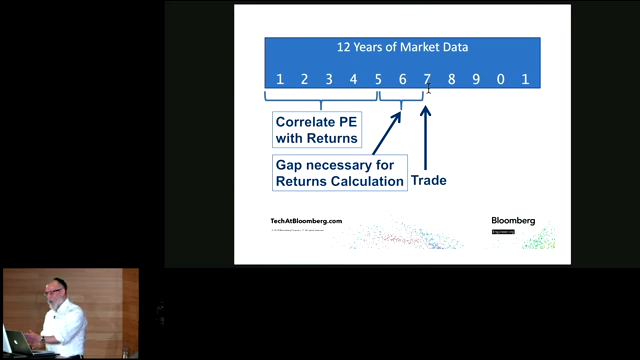 12 Years of Market Data
1 2 3 4 5 6 7 8 9 0 1
Correlate PE
with Returns
Gap necessary for
Returns Calculation
Trade
TechAtBloomberg.com
Bloomberg